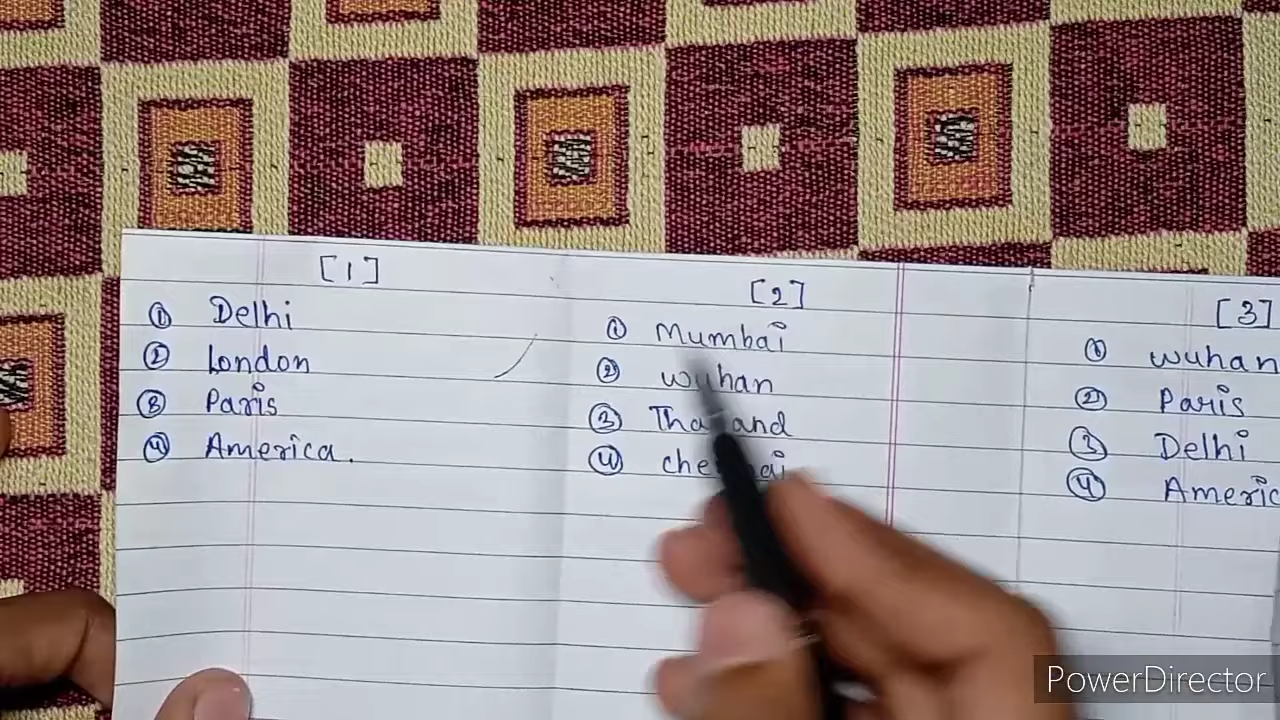 [1]
① Delhi
② London
③ Paris
④ America.
[2]
① Mumbai
② wuhan
③
④
[3]
① wuhan
② Paris
③ Delhi
④ Americ
PowerDirector